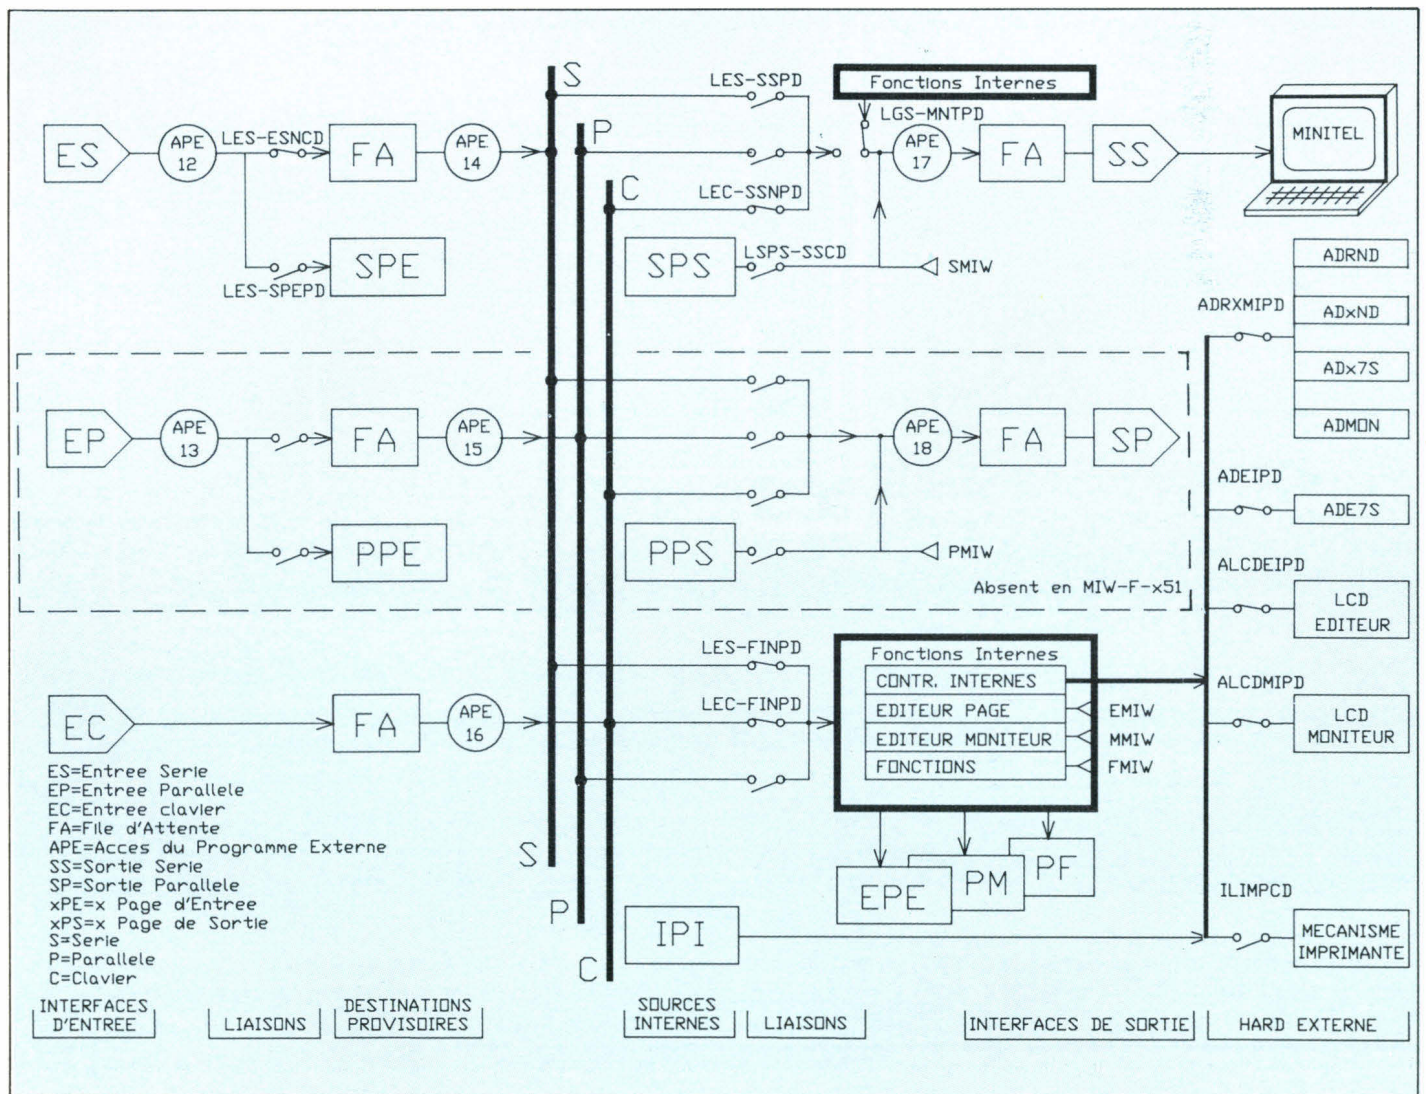 S
LES-SSPD
Fonctions Internes
P
LGS-MNTPD
ES
APE
12
LES-ESNCD
FA
APE
14
APE
17
FA
SS
MINITEL
C
LEC-SSNPD
SPE
LES-SPEPD
SPS
LSPS-SSCD
SMIW
ADRND
ADRXMIPD
ADxND
ADx7S
ADMON
EP
APE
13
FA
APE
15
APE
18
FA
SP
ADEIPD
ADE7S
PPE
PPS
PMIW
Absent en MIW-F-x51
ALCDEIPD
LCD
EDITEUR
LES-FINPD
Fonctions Internes
CONTR. INTERNES
EDITEUR PAGE
EMIW
EDITEUR MONITEUR
MMIW
FONCTIONS
FMIW
LEC-FINPD
ALCDMIPD
LCD
MONITEUR
EC
FA
APE
16
ES=Entree Serie
EP=Entree Parallele
EC=Entree clavier
FA=File d'Attente
APE=Acces du Programme Externe
SS=Sortie Serie
SP=Sortie Parallele
xPE=x Page d'Entree
xPS=x Page de Sortie
S=Serie
P=Parallele
C=Clavier
S
P
C
EPE
PM
PF
IPI
ILIMPCD
MECANISME
IMPRIMANTE
INTERFACES
D'ENTREE
LIAISONS
DESTINATIONS
PROVISOIRES
SOURCES
INTERNES
LIAISONS
INTERFACES DE SORTIE
HARD EXTERNE